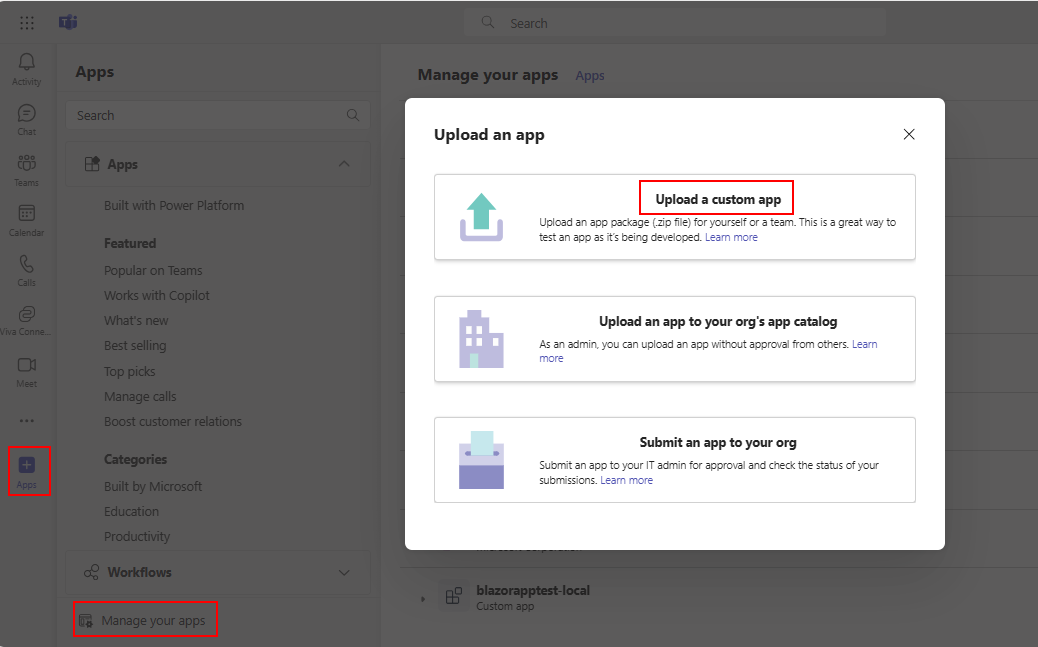 Search
Activity
Chat
Teams
Calendar
Calls
Viva Conne...
Meet
Apps
Apps
Search
Apps
Built with Power Platform
Featured
Popular on Teams
Works with Copilot
What's new
Best selling
Top picks
Manage calls
Boost customer relations
Categories
Built by Microsoft
Education
Productivity
Workflows
Manage your apps
Manage your apps Apps
Upload an app
Upload a custom app
Upload an app package (.zip file) for yourself or a team. This is a great way to
test an app as it's being developed. Learn more
Upload an app to your org's app catalog
As an admin, you can upload an app without approval from others. Learn
more
Submit an app to your org
Submit an app to your IT admin for approval and check the status of your
submissions. Learn more
blazorapptest-local
Custom app